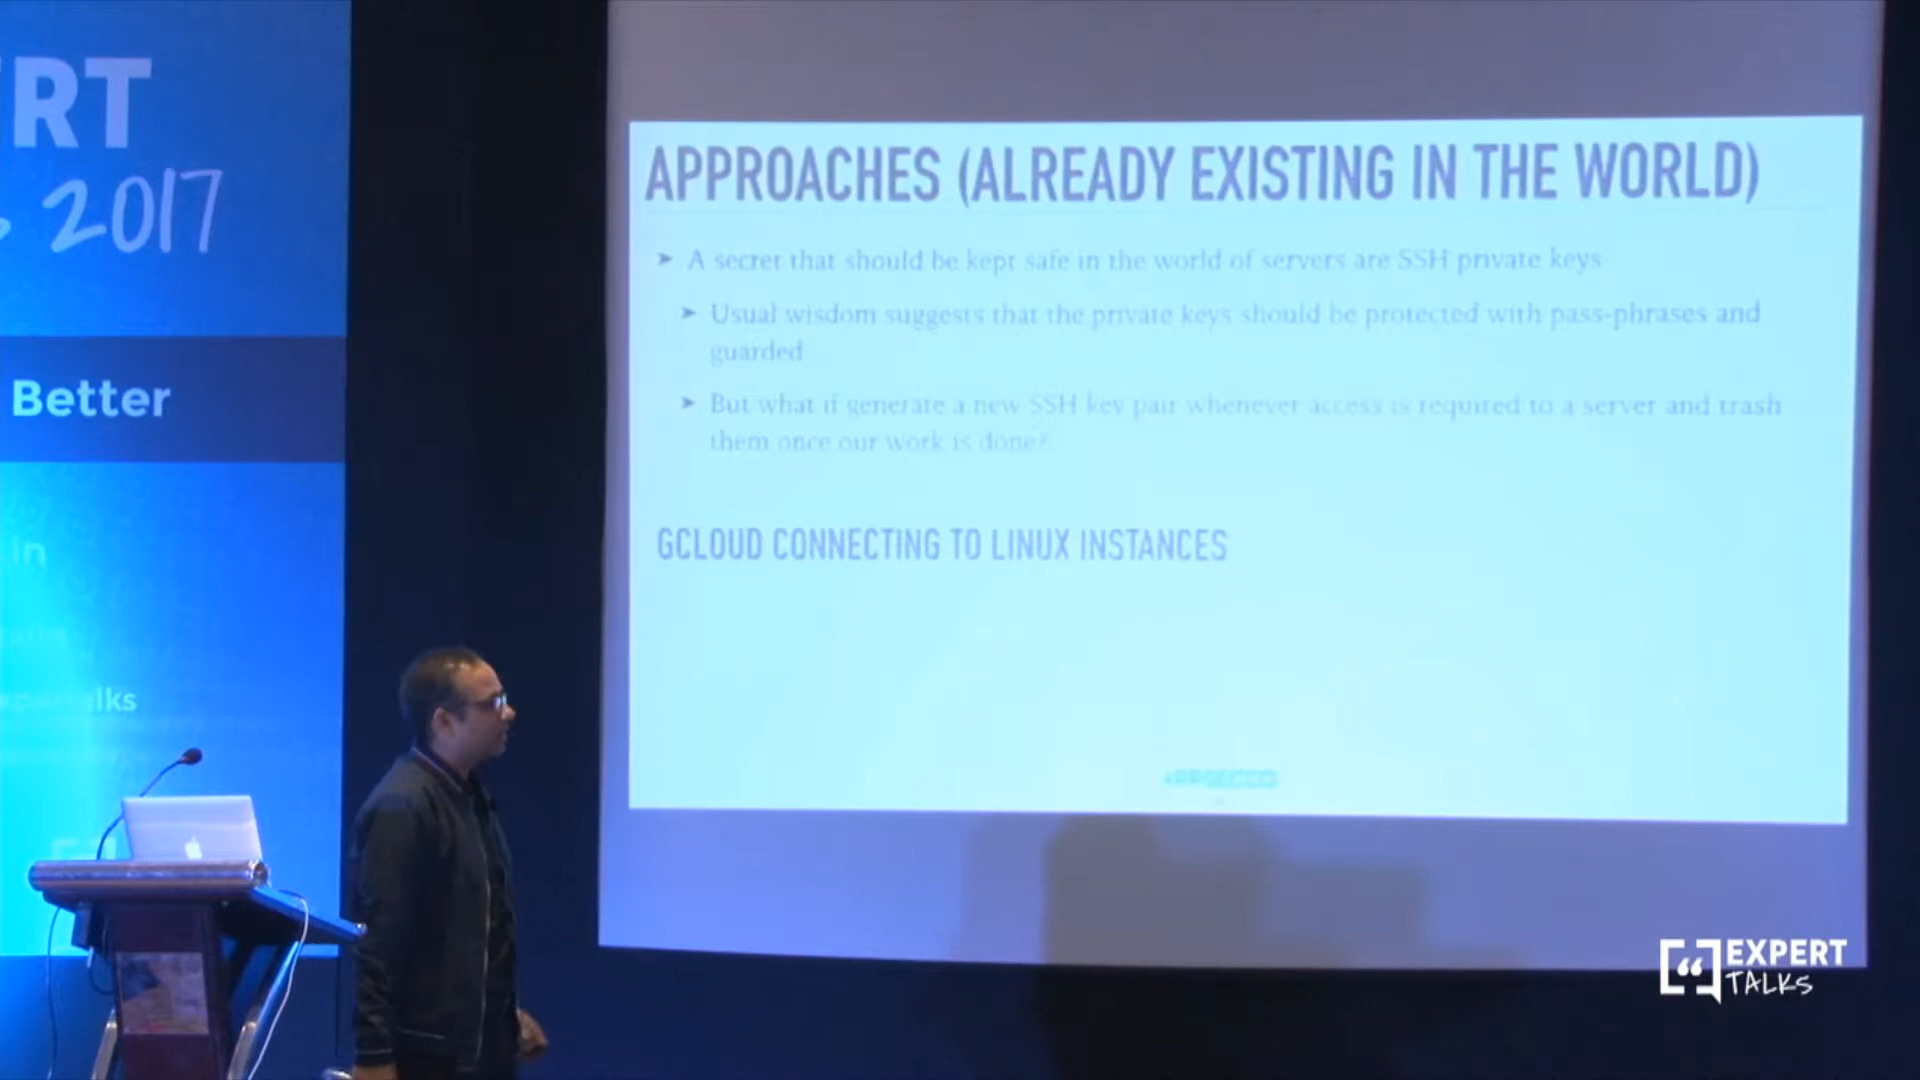 RT
2017
Better
in
lks
APPROACHES (ALREADY EXISTING IN THE WORLD)
➤ A secret that should be kept safe in the world of servers are SSH private keys
➤ Usual wisdom suggests that the private keys should be protected with pass-phrases and
guarded
➤ But what if generate a new SSH key pair whenever access is required to a server and trash
them once our work is done?
GCLOUD CONNECTING TO LINUX INSTANCES
EXPERT
TALKS